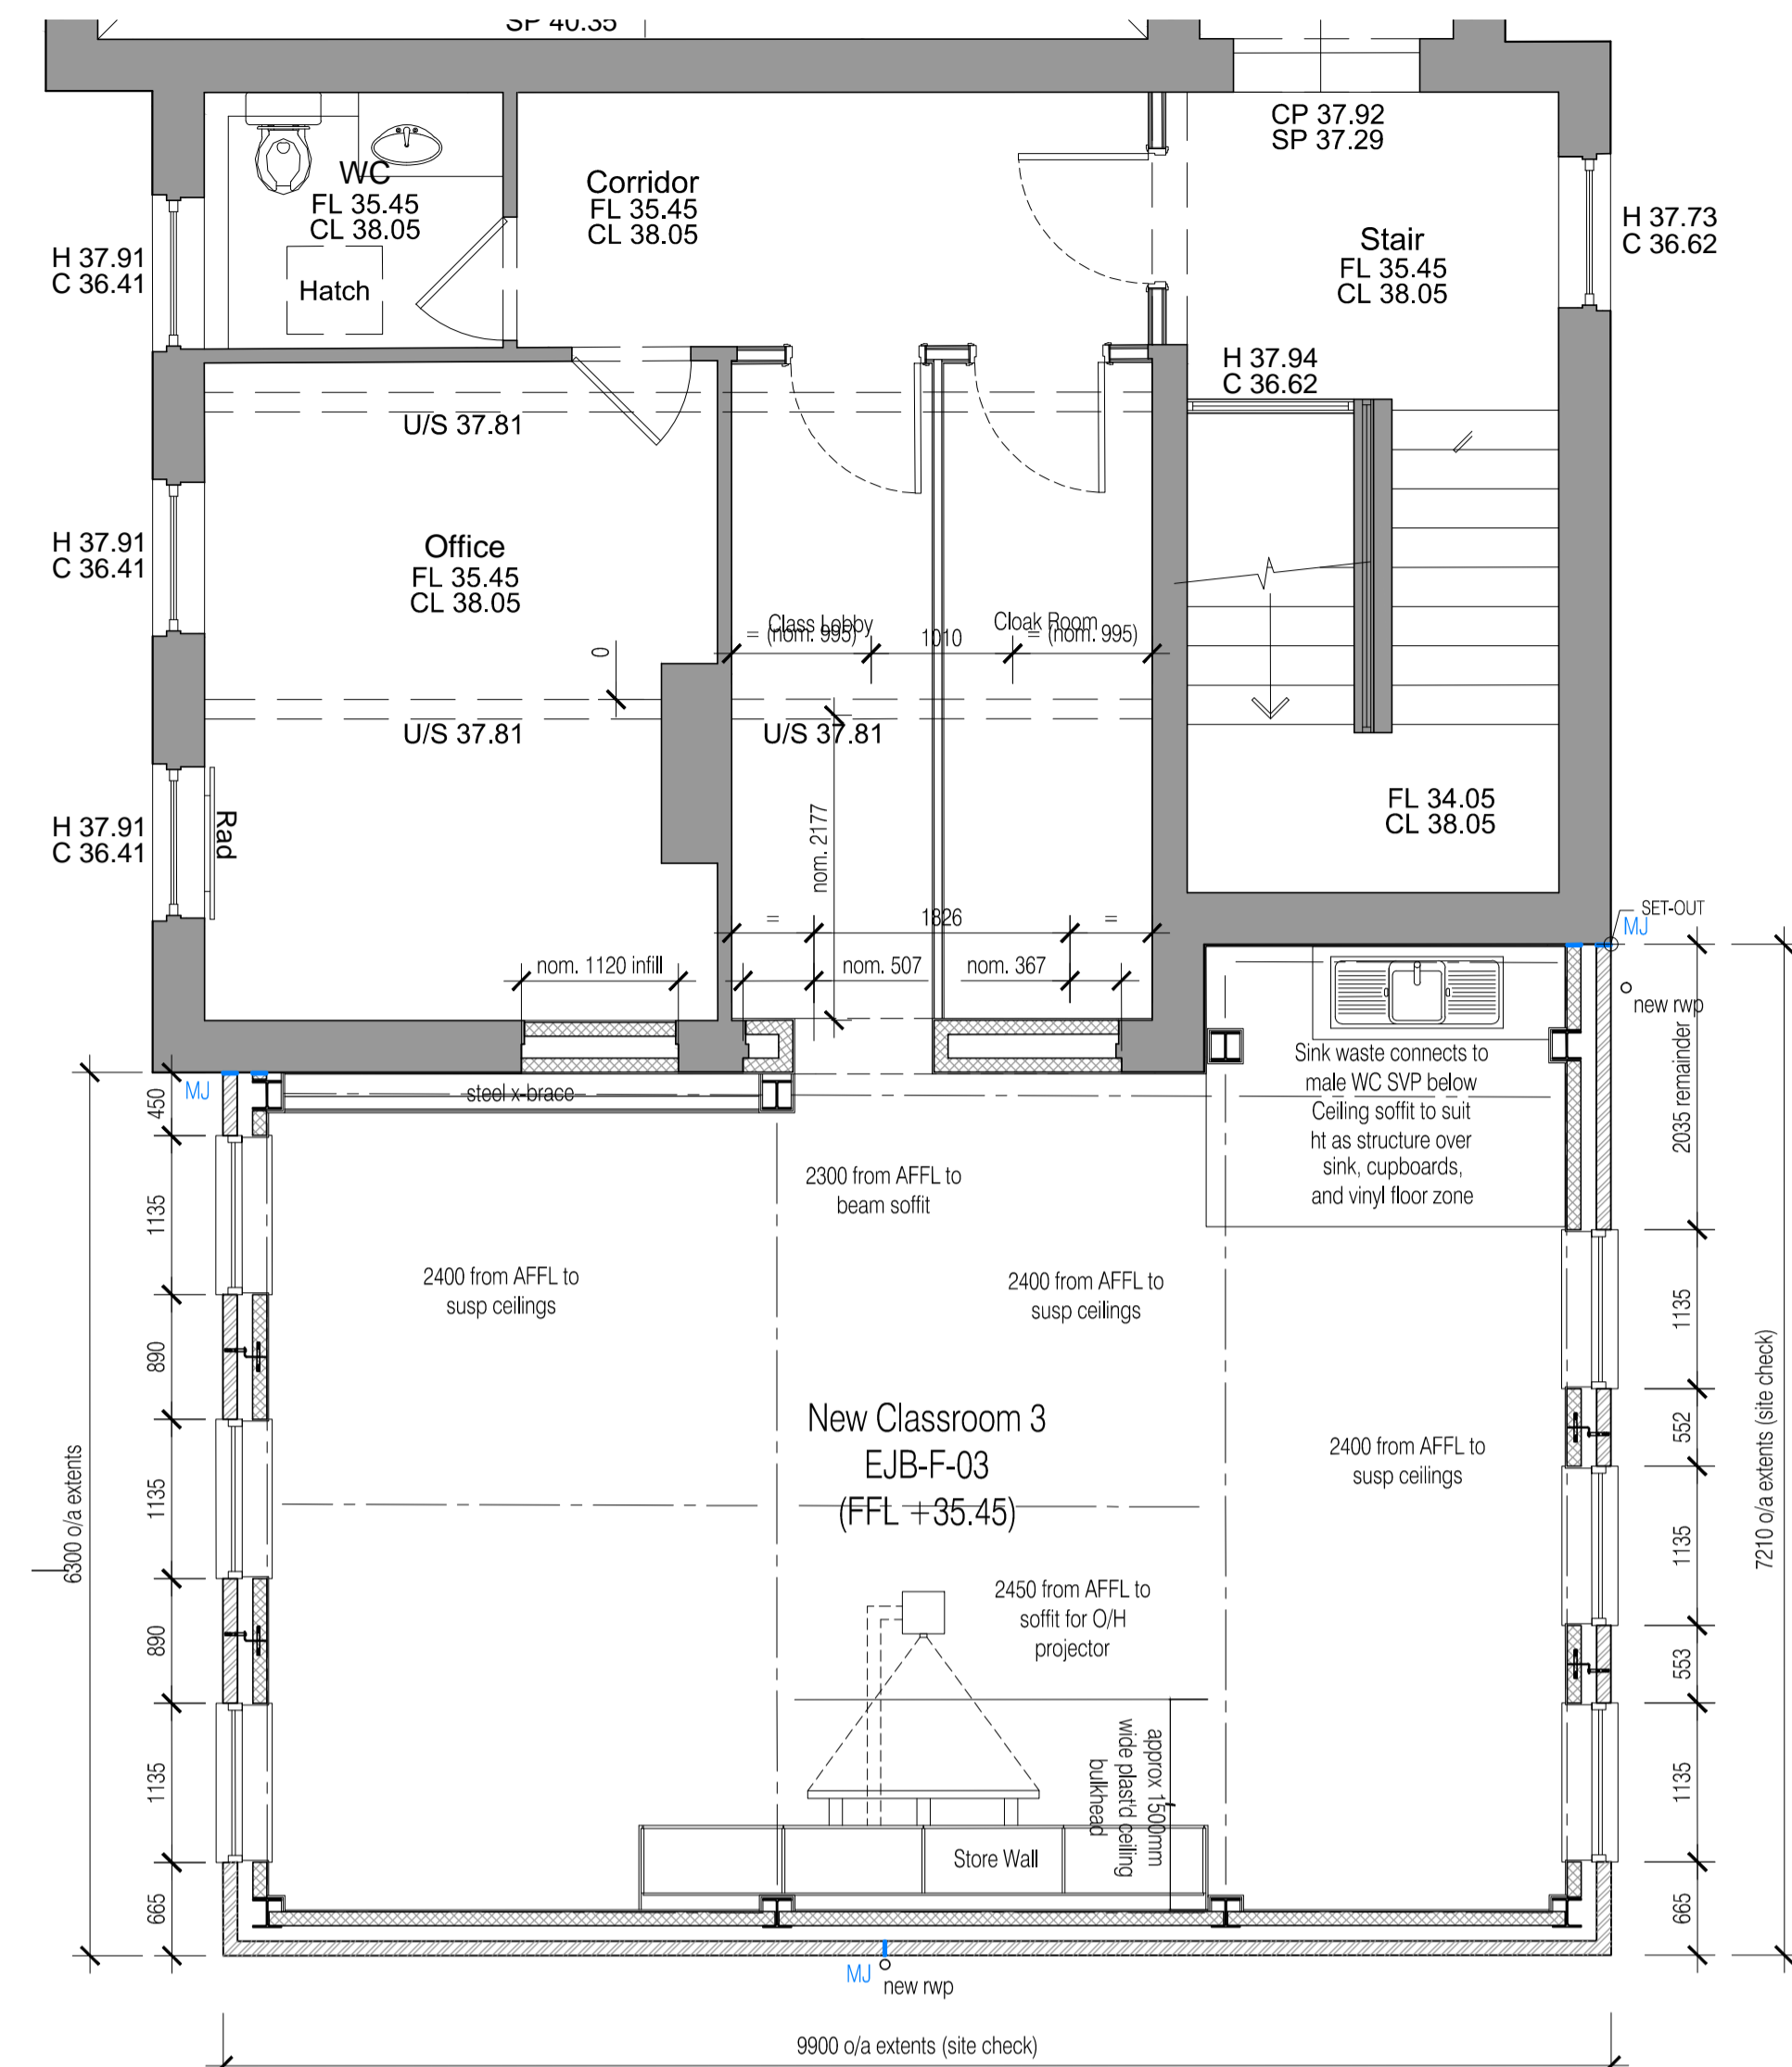 SP 40.35
CP 37.92
SP 37.29
WC
FL 35.45
CL 38.05
Hatch
Corridor
FL 35.45
CL 38.05
Stair
FL 35.45
CL 38.05
H 37.73
C 36.62
H 37.91
C 36.41
H 37.94
C 36.62
U/S 37.81
H 37.91
C 36.41
Office
FL 35.45
CL 38.05
Class Lobby
= (nom. 995)
1010
Cloak Room
= (nom. 995)
0
U/S 37.81
U/S 37.81
H 37.91
C 36.41
Rad
nom. 2177
FL 34.05
CL 38.05
=
1826
=
nom. 1120 infill
nom. 507
nom. 367
SET-OUT
MJ
new rwp
Sink waste connects to
male WC SVP below
Ceiling soffit to suit
ht as structure over
sink, cupboards,
and vinyl floor zone
2035 remainder
MJ
steel x-brace
450
1135
890
1135
890
1135
665
6300 o/a extents
2300 from AFFL to
beam soffit
2400 from AFFL to
susp ceilings
2400 from AFFL to
susp ceilings
New Classroom 3
EJB-F-03
(FFL +35.45)
2400 from AFFL to
susp ceilings
2450 from AFFL to
soffit for O/H
projector
approx 1500mm
wide plast'd ceiling
bulkhead
Store Wall
1135
552
1135
553
1135
665
7210 o/a extents (site check)
MJ
new rwp
9900 o/a extents (site check)